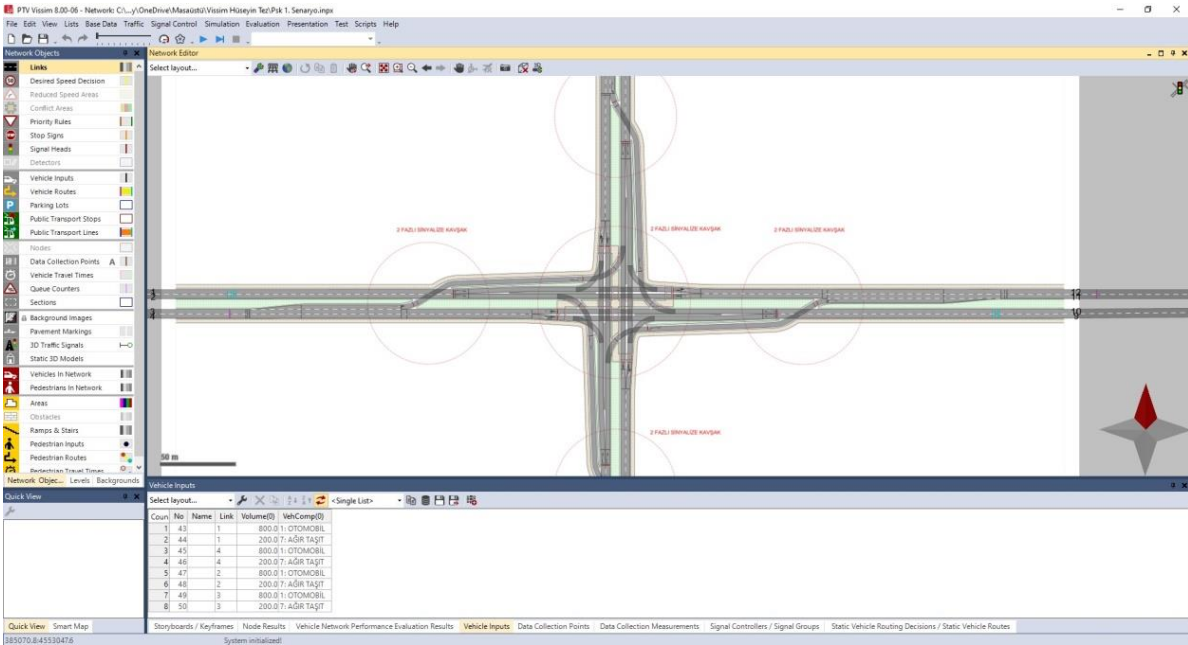 PTV Vissim 8.00-06 - Network: C:\...y\OneDrive\Masaüstü\Vissim Hüseyin Tez\Psk 1. Senaryo.inpx
File Edit View Lists Base Data Traffic Signal Control Simulation Evaluation Presentation Test Scripts Help
Network Objects
Network Editor
Select layout...
Links
Desired Speed Decision
Reduced Speed Areas
Conflict Areas
Priority Rules
Stop Signs
Signal Heads
Detectors
Vehicle Inputs
Vehicle Routes
Parking Lots
Public Transport Stops
Public Transport Lines
Nodes
Data Collection Points A
Vehicle Travel Times
Queue Counters
Sections
Background Images
Pavement Markings
3D Traffic Signals
Static 3D Models
Vehicles In Network
Pedestrians In Network
Areas
Obstacles
Ramps & Stairs
Pedestrian Inputs
Pedestrian Routes
Pedestrian Travel Times
Network Objec... Levels Backgrounds
2 FAZLI SİNYALİZE KAVŞAK
2 FAZLI SİNYALİZE KAVŞAK
2 FAZLI SİNYALİZE KAVŞAK
2 FAZLI SİNYALİZE KAVŞAK
50 m
Quick View
Vehicle Inputs
Select layout... <Single List>
Coun No Name Link Volume(0) VehComp(0)
1 43 1 800.0 1: OTOMOBİL
2 44 1 200.0 7: AĞIR TAŞIT
3 45 4 800.0 1: OTOMOBİL
4 46 4 200.0 7: AĞIR TAŞIT
5 47 2 800.0 1: OTOMOBİL
6 48 2 200.0 7: AĞIR TAŞIT
7 49 3 800.0 1: OTOMOBİL
8 50 3 200.0 7: AĞIR TAŞIT
Quick View Smart Map
Storyboards / Keyframes Node Results Vehicle Network Performance Evaluation Results Vehicle Inputs Data Collection Points Data Collection Measurements Signal Controllers / Signal Groups Static Vehicle Routing Decisions / Static Vehicle Routes
385070.8:4553047.6 System initialized!